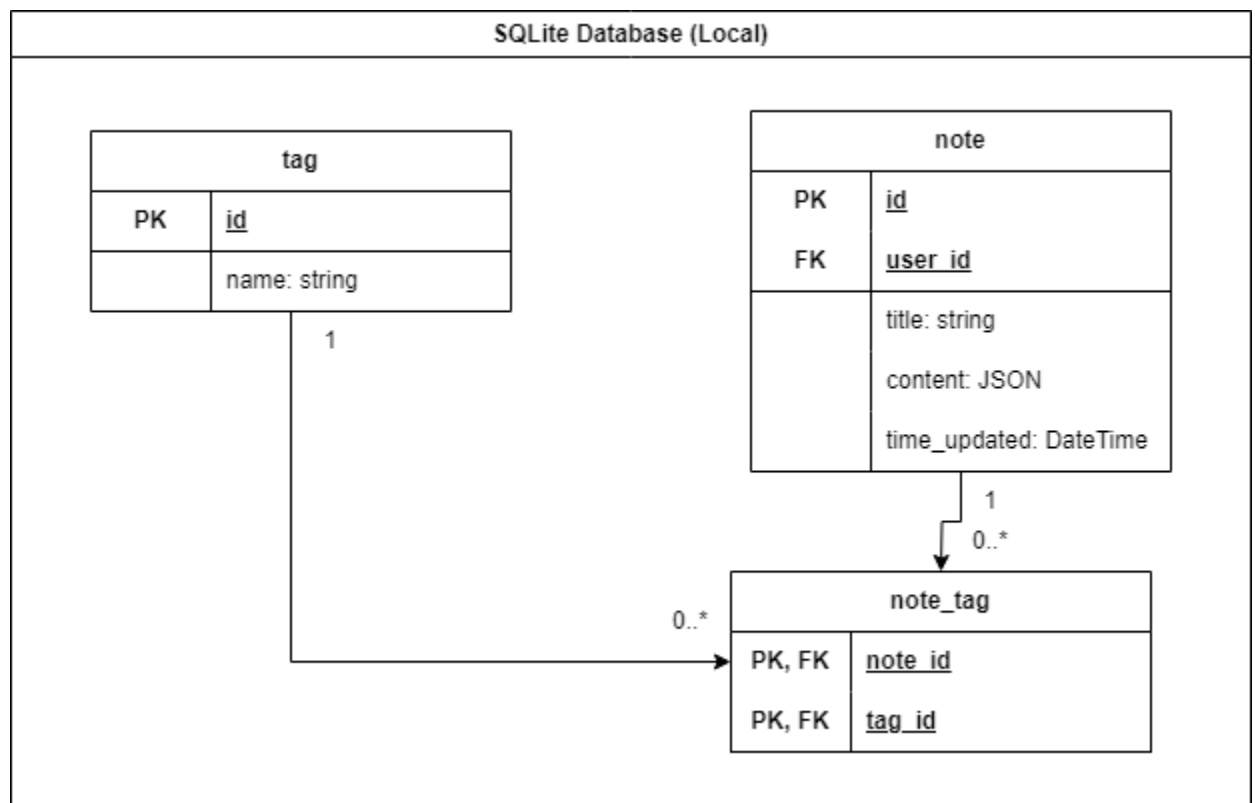 SQLite Database (Local)
tag
PK id
name: string
1
note
PK id
FK user_id
title: string
content: JSON
time_updated: DateTime
1
0..*
0..*
note_tag
PK, FK note_id
PK, FK tag_id